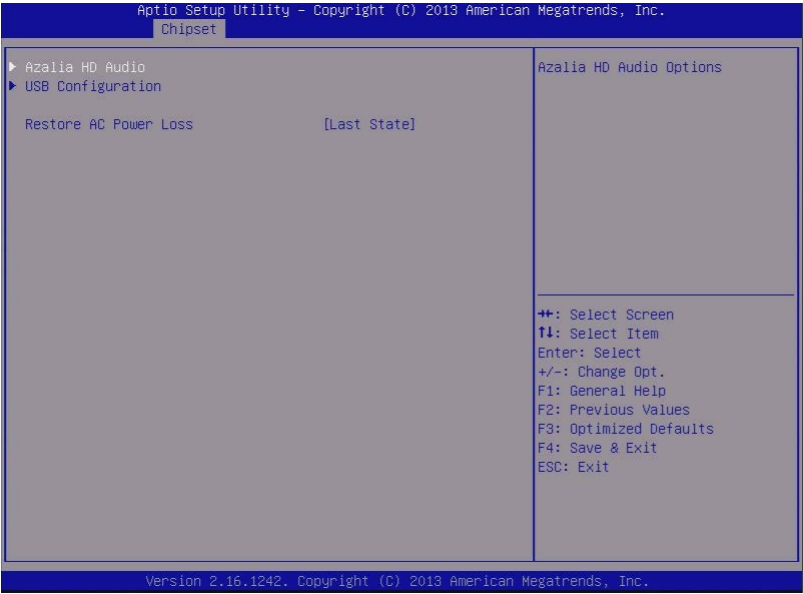 Aptio Setup Utility – Copyright (C) 2013 American Megatrends, Inc.
Chipset
Azalia HD Audio
USB Configuration
Restore AC Power Loss [Last State]
Azalia HD Audio Options
→←: Select Screen
↑↓: Select Item
Enter: Select
+/-: Change Opt.
F1: General Help
F2: Previous Values
F3: Optimized Defaults
F4: Save & Exit
ESC: Exit
Version 2.16.1242. Copyright (C) 2013 American Megatrends, Inc.